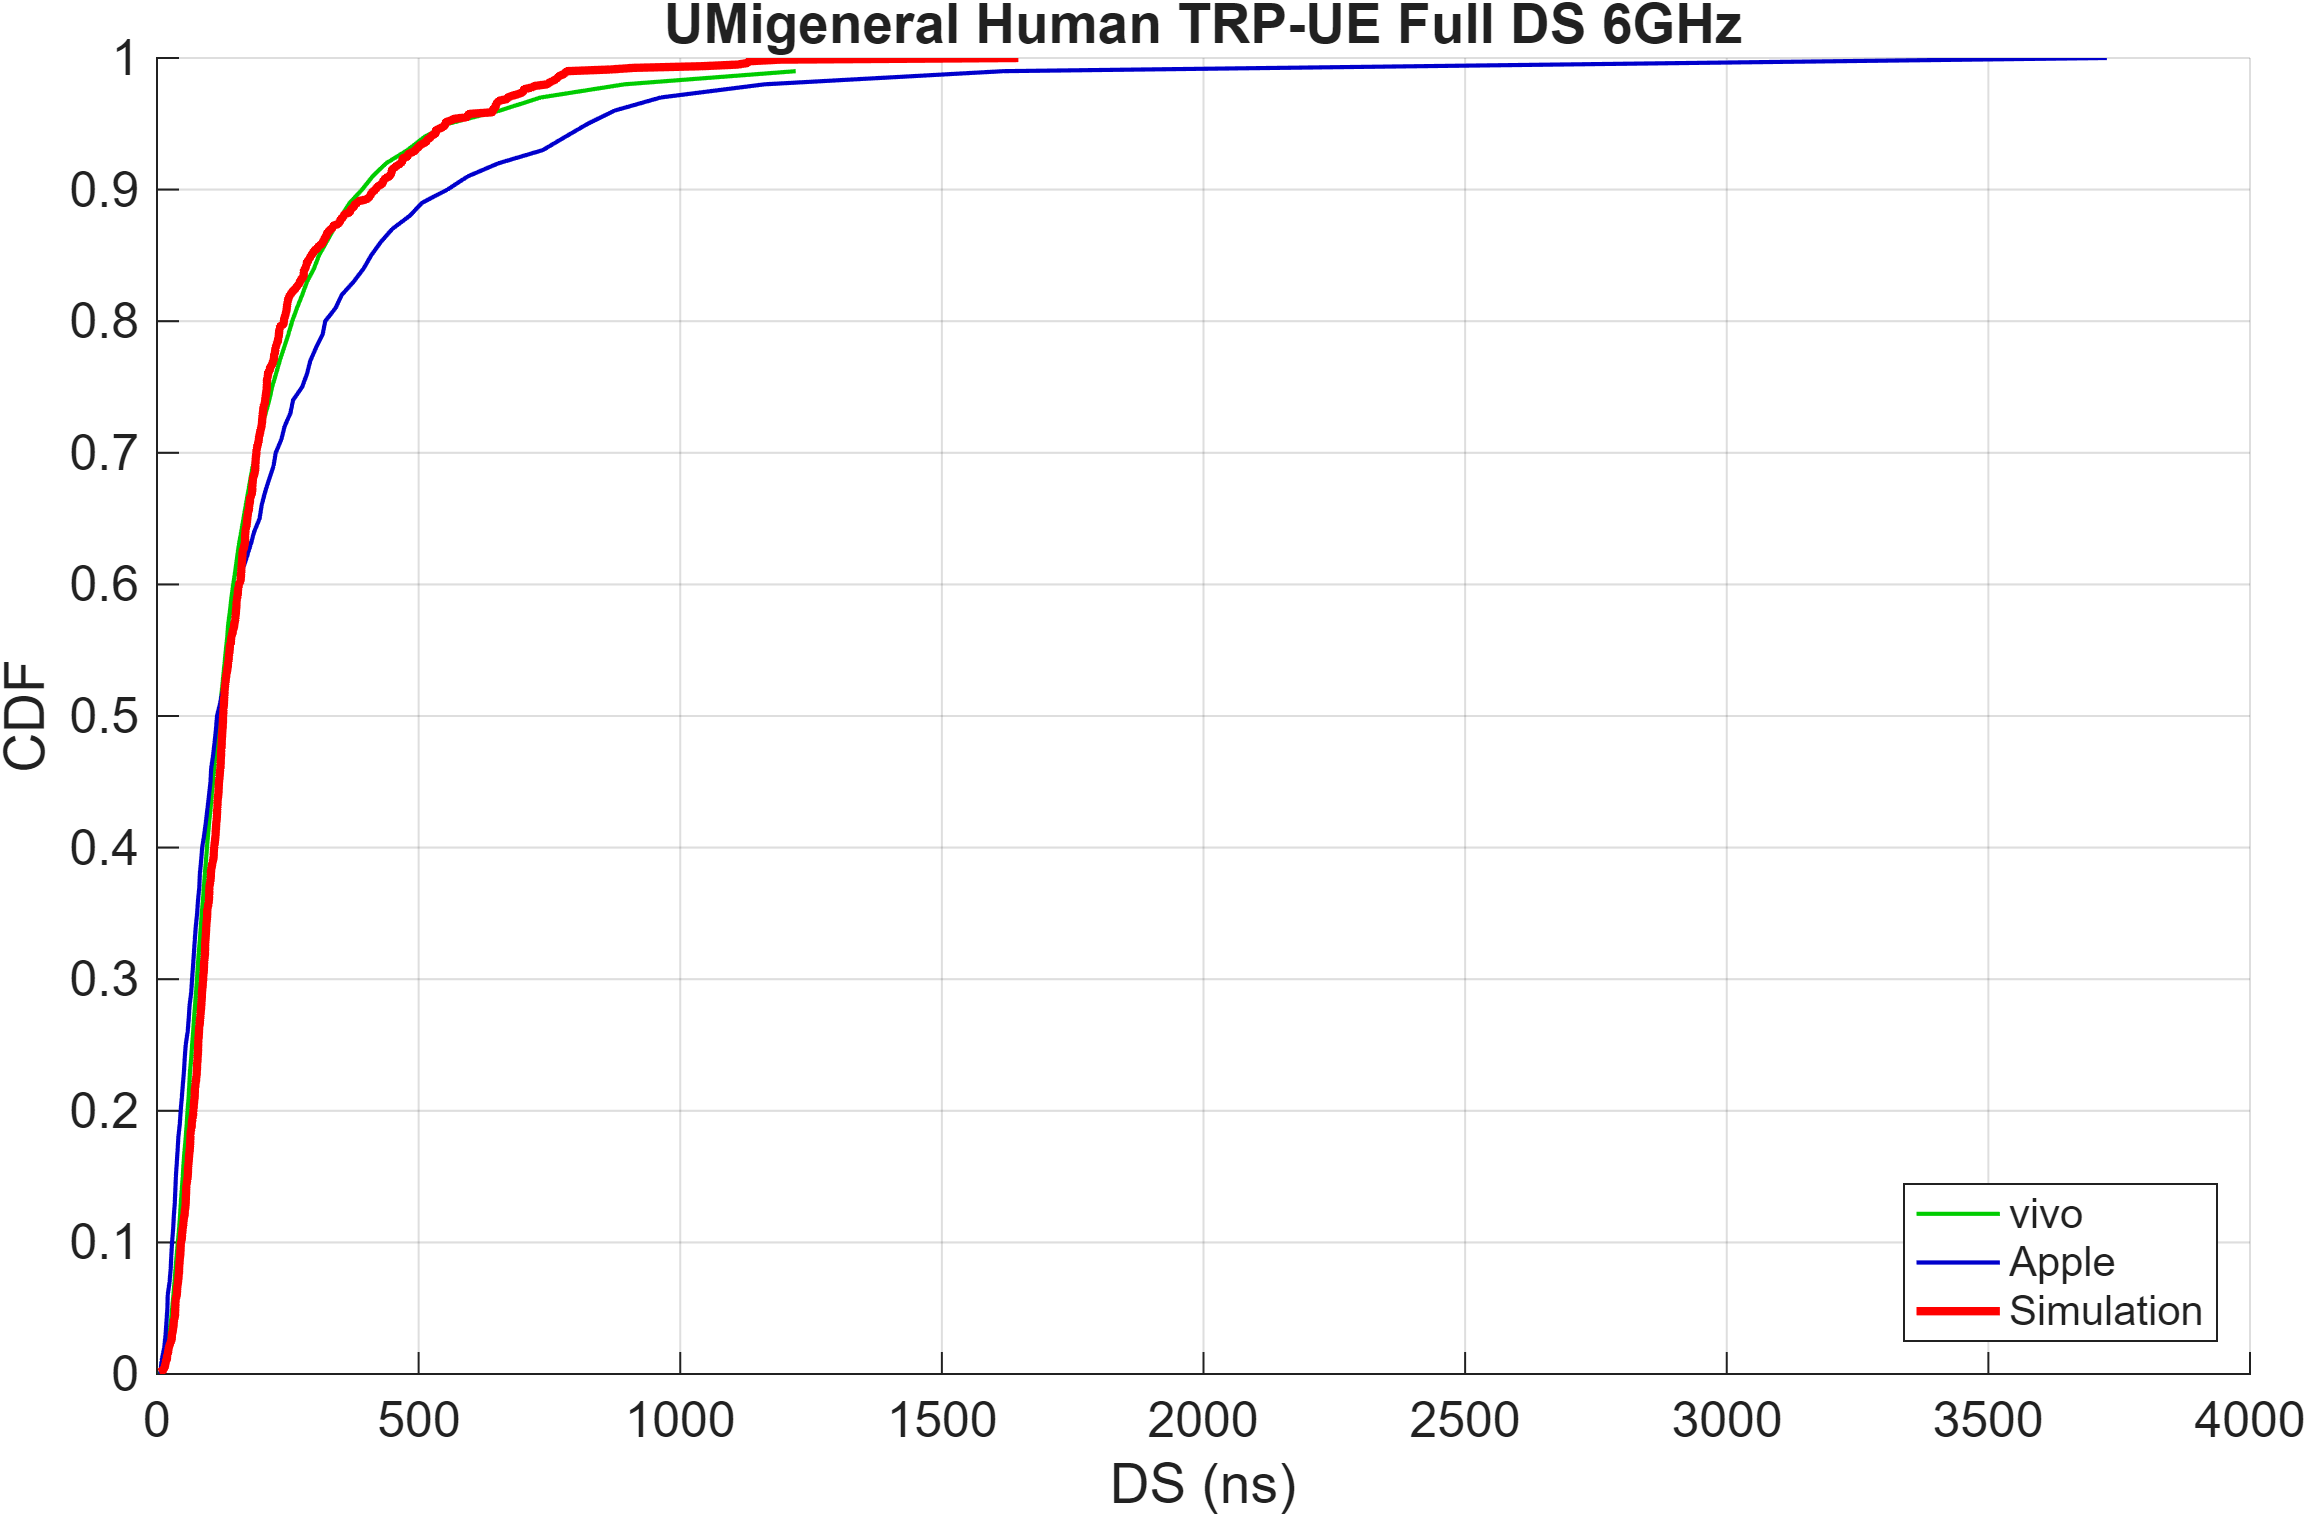 UMigeneral Human TRP-UE Full DS 6GHz
1
0.9
0.8
0.7
0.6
0.5
0.4
0.3
0.2
0.1
0
CDF
0 500 1000 1500 2000 2500 3000 3500 4000
DS (ns)
vivo
Apple
Simulation